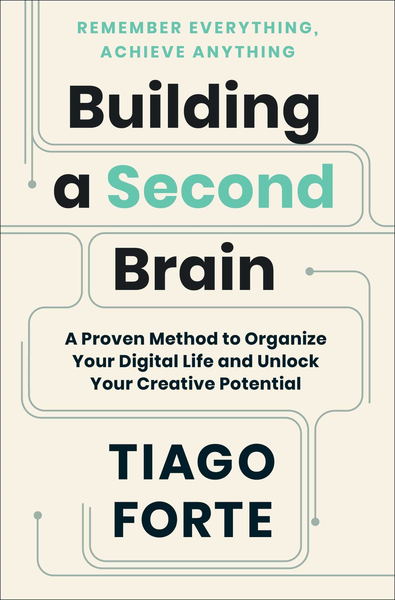 REMEMBER EVERYTHING,
ACHIEVE ANYTHING
Building
a Second
Brain
A Proven Method to Organize
Your Digital Life and Unlock
Your Creative Potential
TIAGO
FORTE